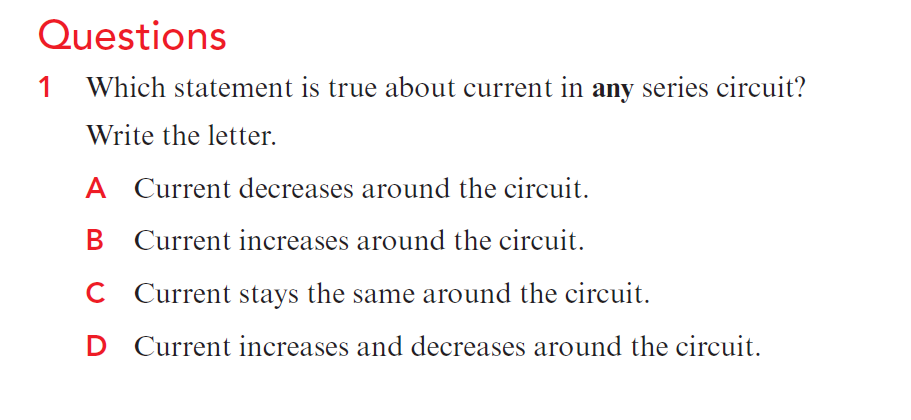 Questions
1 Which statement is true about current in any series circuit?
Write the letter.
A Current decreases around the circuit.
B Current increases around the circuit.
C Current stays the same around the circuit.
D Current increases and decreases around the circuit.